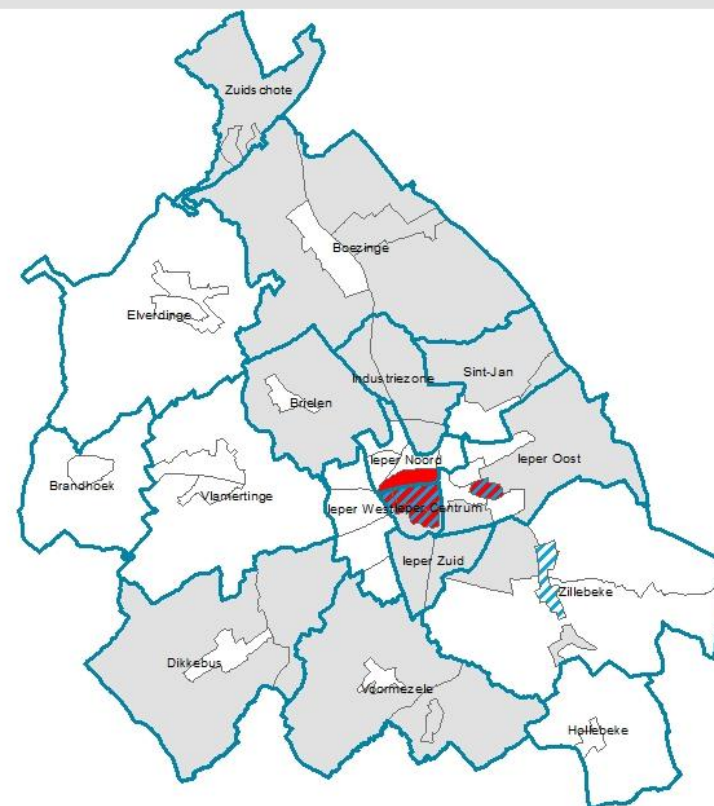 Zuidschote
Boezinge
Elverdinge
Industriezone
Sint-Jan
Brielen
Ieper Noord
Ieper Oost
Brandhoek
Vlamertinge
Ieper West
Ieper Centrum
Ieper Zuid
Zillebeke
Dikkebus
Voormezele
Hollebeke